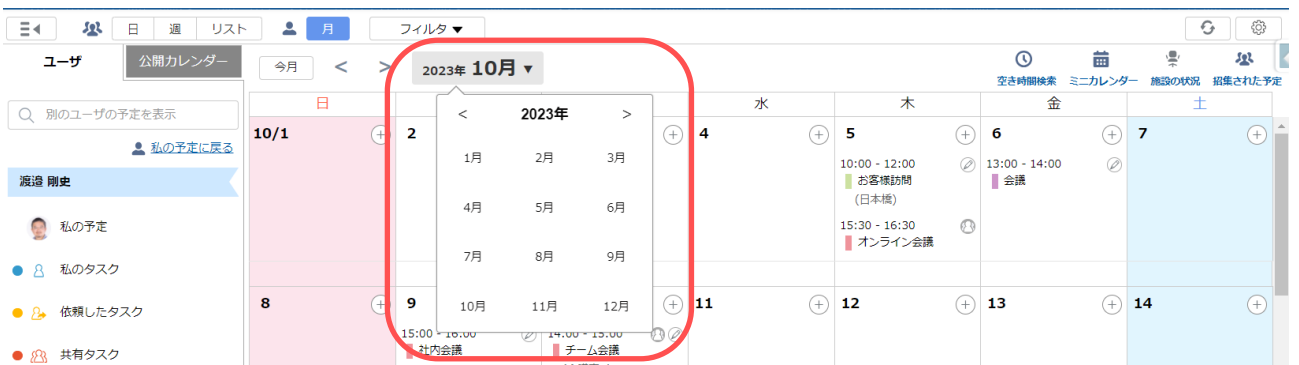 日 週 リスト 月 フィルタ ▼
ユーザ 公開カレンダー
今月 < > 2023年 10月 ▼
空き時間検索 ミニカレンダー 施設の状況 招集された予定
別のユーザの予定を表示
私の予定に戻る
渡邉 剛史
私の予定
私のタスク
依頼したタスク
共有タスク
日 水 木 金 土
< 2023年 >
1月 2月 3月
4月 5月 6月
7月 8月 9月
10月 11月 12月
10/1 2 4 5 6 7
10:00 - 12:00
お客様訪問
(日本橋)
15:30 - 16:30
オンライン会議
13:00 - 14:00
会議
8 9 11 12 13 14
15:00 - 16:00
社内会議
14:00 - 15:00
チーム会議